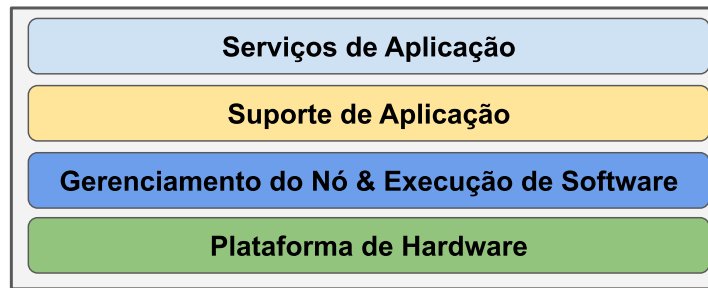 Serviços de Aplicação
Suporte de Aplicação
Gerenciamento do Nó & Execução de Software
Plataforma de Hardware